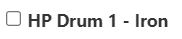 HP Drum 1 - Iron